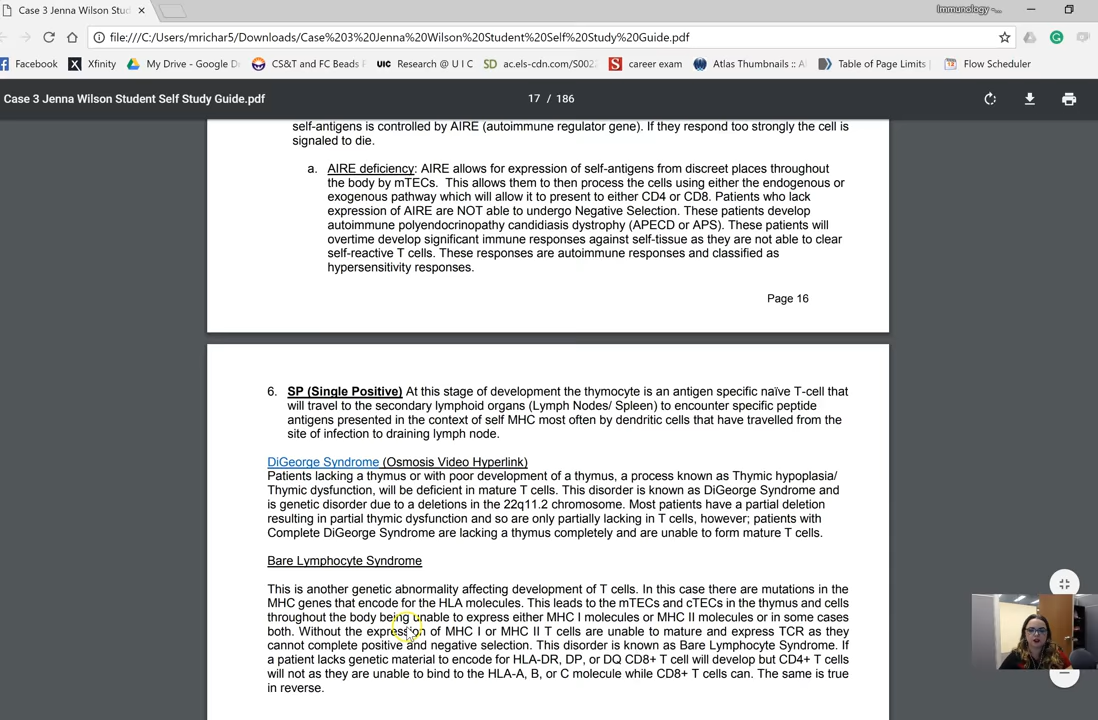 Case 3 Jenna Wilson Stud
Immunology -...
file:///C:/Users/mrichar5/Downloads/Case%203%20Jenna%20Wilson%20Student%20Self%20Study%20Guide.pdf
Facebook Xfinity My Drive - Google D CS&T and FC Beads UIC Research @ U I C SD ac.els-cdn.com/S002 S career exam Atlas Thumbnails :: A Table of Page Limits Flow Scheduler
Case 3 Jenna Wilson Student Self Study Guide.pdf 17 / 186
self-antigens is controlled by AIRE (autoimmune regulator gene). If they respond too strongly the cell is
signaled to die.
a. AIRE deficiency: AIRE allows for expression of self-antigens from discreet places throughout
the body by mTECs. This allows them to then process the cells using either the endogenous or
exogenous pathway which will allow it to present to either CD4 or CD8. Patients who lack
expression of AIRE are NOT able to undergo Negative Selection. These patients develop
autoimmune polyendocrinopathy candidiasis dystrophy (APECD or APS). These patients will
overtime develop significant immune responses against self-tissue as they are not able to clear
self-reactive T cells. These responses are autoimmune responses and classified as
hypersensitivity responses.
Page 16
6. SP (Single Positive) At this stage of development the thymocyte is an antigen specific naïve T-cell that
will travel to the secondary lymphoid organs (Lymph Nodes/ Spleen) to encounter specific peptide
antigens presented in the context of self MHC most often by dendritic cells that have travelled from the
site of infection to draining lymph node.
DiGeorge Syndrome (Osmosis Video Hyperlink)
Patients lacking a thymus or with poor development of a thymus, a process known as Thymic hypoplasia/
Thymic dysfunction, will be deficient in mature T cells. This disorder is known as DiGeorge Syndrome and
is genetic disorder due to a deletions in the 22q11.2 chromosome. Most patients have a partial deletion
resulting in partial thymic dysfunction and so are only partially lacking in T cells, however; patients with
Complete DiGeorge Syndrome are lacking a thymus completely and are unable to form mature T cells.
Bare Lymphocyte Syndrome
This is another genetic abnormality affecting development of T cells. In this case there are mutations in the
MHC genes that encode for the HLA molecules. This leads to the mTECs and cTECs in the thymus and cells
throughout the body being unable to express either MHC I molecules or MHC II molecules or in some cases
both. Without the expression of MHC I or MHC II T cells are unable to mature and express TCR as they
cannot complete positive and negative selection. This disorder is known as Bare Lymphocyte Syndrome. If
a patient lacks genetic material to encode for HLA-DR, DP, or DQ CD8+ T cell will develop but CD4+ T cells
will not as they are unable to bind to the HLA-A, B, or C molecule while CD8+ T cells can. The same is true
in reverse.